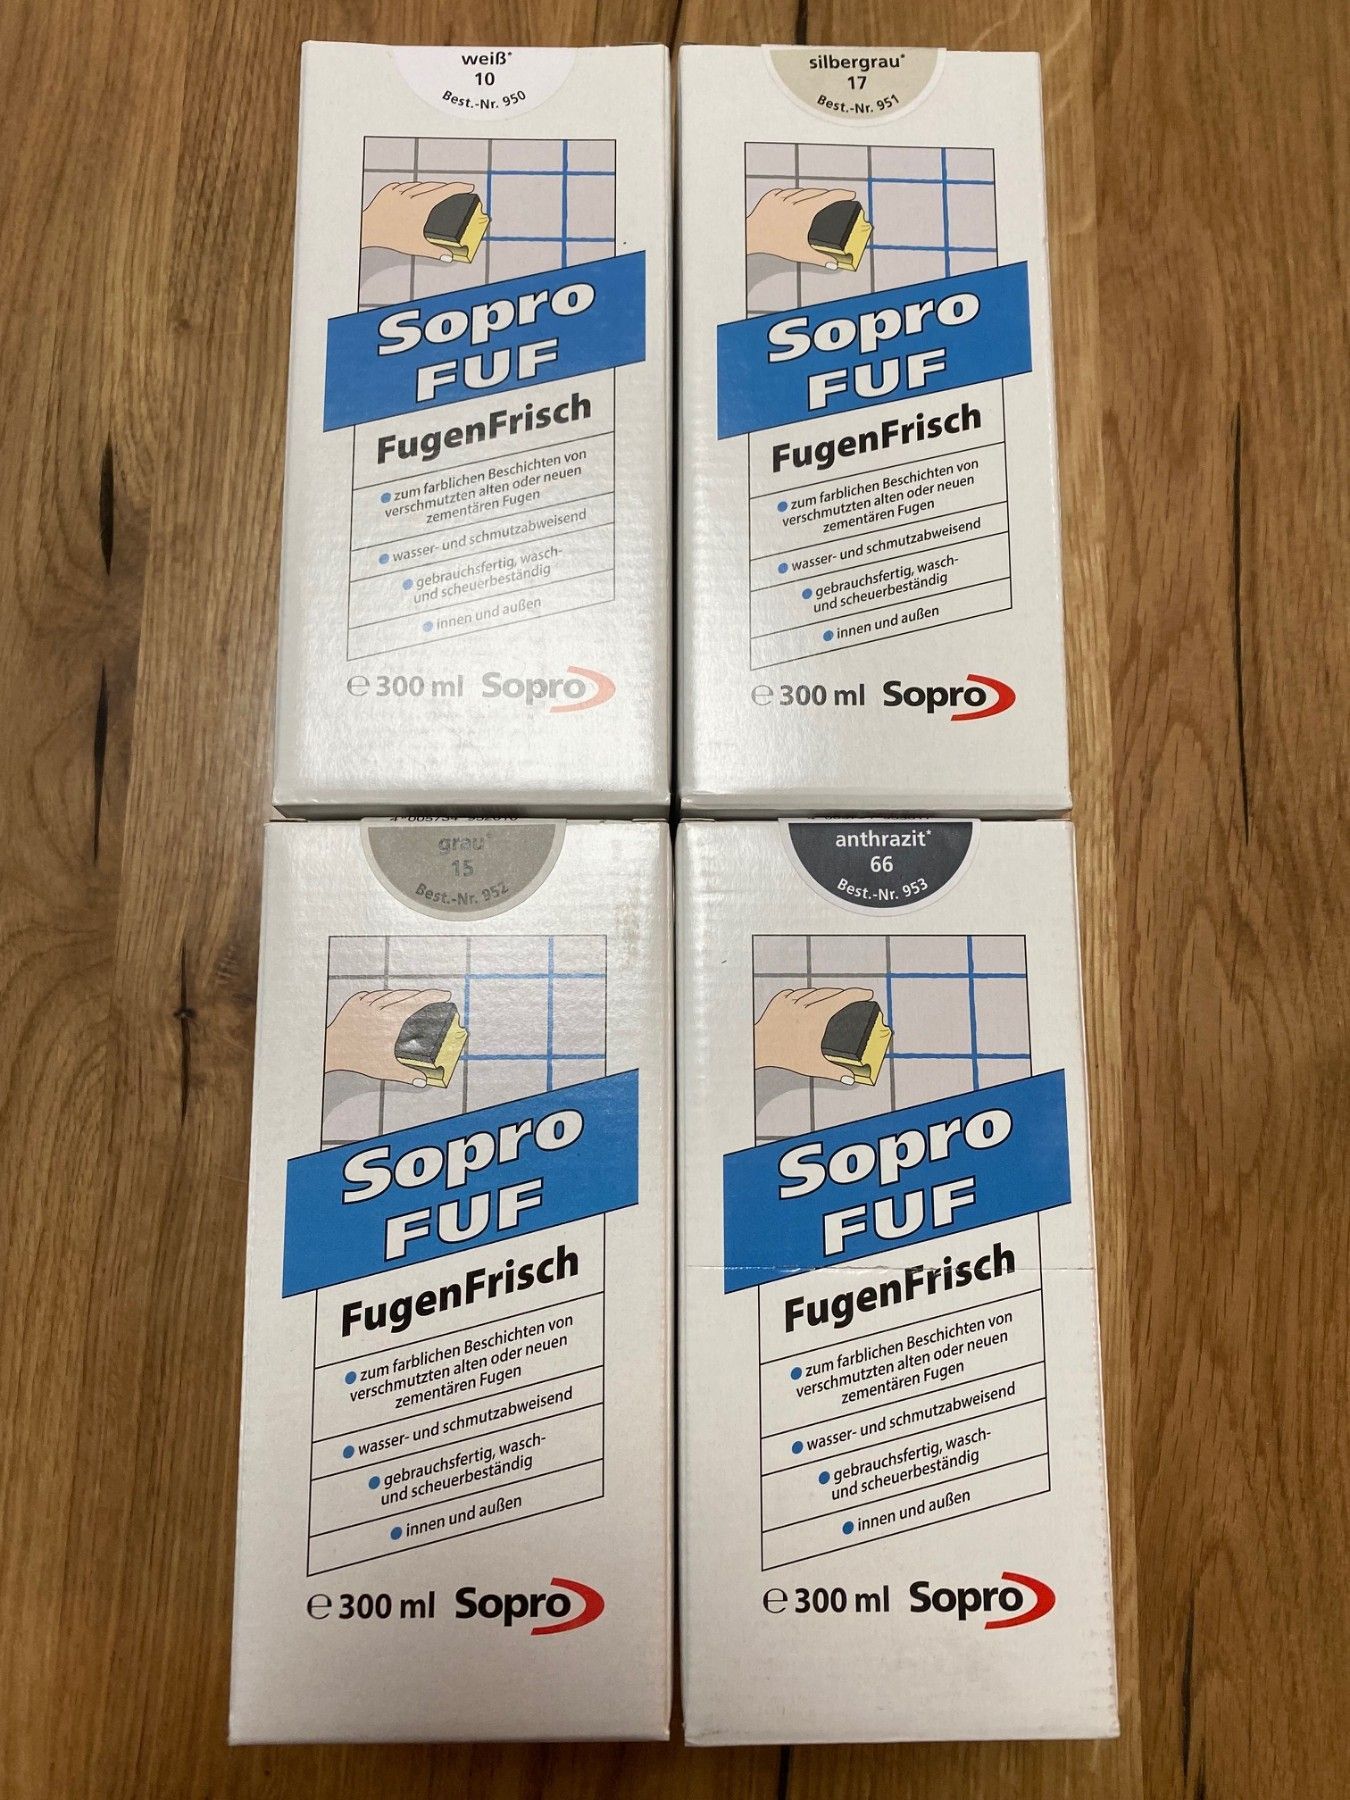 weiß*
10
Best.-Nr. 950
Sopro
FUF
FugenFrisch
zum farblichen Beschichten von
verschmutzten alten oder neuen
zementären Fugen
wasser- und schmutzabweisend
gebrauchsfertig, wasch-
und scheuerbeständig
innen und außen
℮ 300 ml Sopro
silbergrau*
17
Best.-Nr. 951
Sopro
FUF
FugenFrisch
zum farblichen Beschichten von
verschmutzten alten oder neuen
zementären Fugen
wasser- und schmutzabweisend
gebrauchsfertig, wasch-
und scheuerbeständig
innen und außen
℮ 300 ml Sopro
grau*
15
Best.-Nr. 952
Sopro
FUF
FugenFrisch
zum farblichen Beschichten von
verschmutzten alten oder neuen
zementären Fugen
wasser- und schmutzabweisend
gebrauchsfertig, wasch-
und scheuerbeständig
innen und außen
℮ 300 ml Sopro
anthrazit*
66
Best.-Nr. 953
Sopro
FUF
FugenFrisch
zum farblichen Beschichten von
verschmutzten alten oder neuen
zementären Fugen
wasser- und schmutzabweisend
gebrauchsfertig, wasch-
und scheuerbeständig
innen und außen
℮ 300 ml Sopro